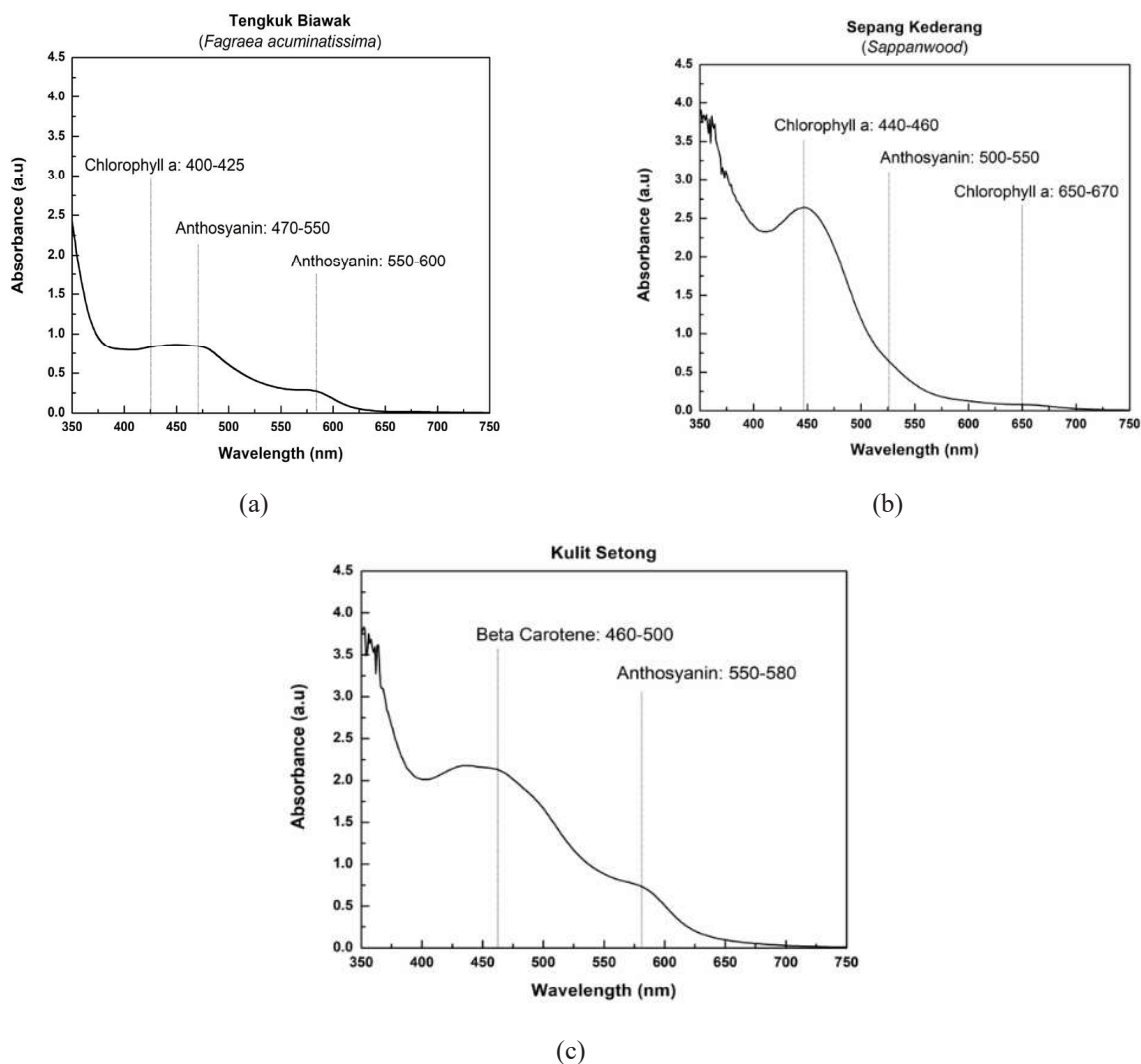 Tengkuk Biawak
(Fagraea acuminatissima)
4.5
4.0
3.5
3.0
2.5
2.0
1.5
1.0
0.5
0.0
Absorbance (a.u)
Chlorophyll a: 400-425
Anthosyanin: 470-550
Anthosyanin: 550-600
350 400 450 500 550 600 650 700 750
Wavelength (nm)
(a)
Sepang Kederang
(Sappanwood)
4.5
4.0
3.5
3.0
2.5
2.0
1.5
1.0
0.5
0.0
Absorbance (a.u)
Chlorophyll a: 440-460
Anthosyanin: 500-550
Chlorophyll a: 650-670
350 400 450 500 550 600 650 700 750
Wavelength (nm)
(b)
Kulit Setong
4.5
4.0
3.5
3.0
2.5
2.0
1.5
1.0
0.5
0.0
Absorbance (a.u)
Beta Carotene: 460-500
Anthosyanin: 550-580
350 400 450 500 550 600 650 700 750
Wavelength (nm)
(c)